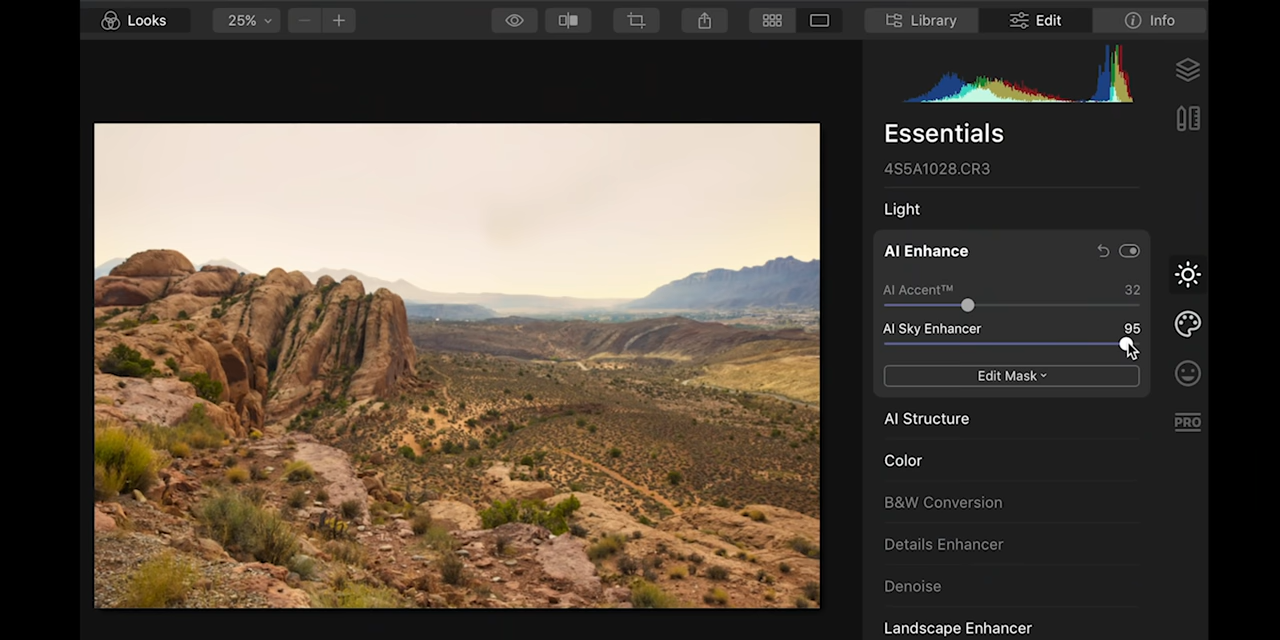 Looks
25%
Library
Edit
Info
Essentials
4S5A1028.CR3
Light
AI Enhance
AI Accent™
32
AI Sky Enhancer
95
Edit Mask
AI Structure
Color
B&W Conversion
Details Enhancer
Denoise
Landscape Enhancer
PRO